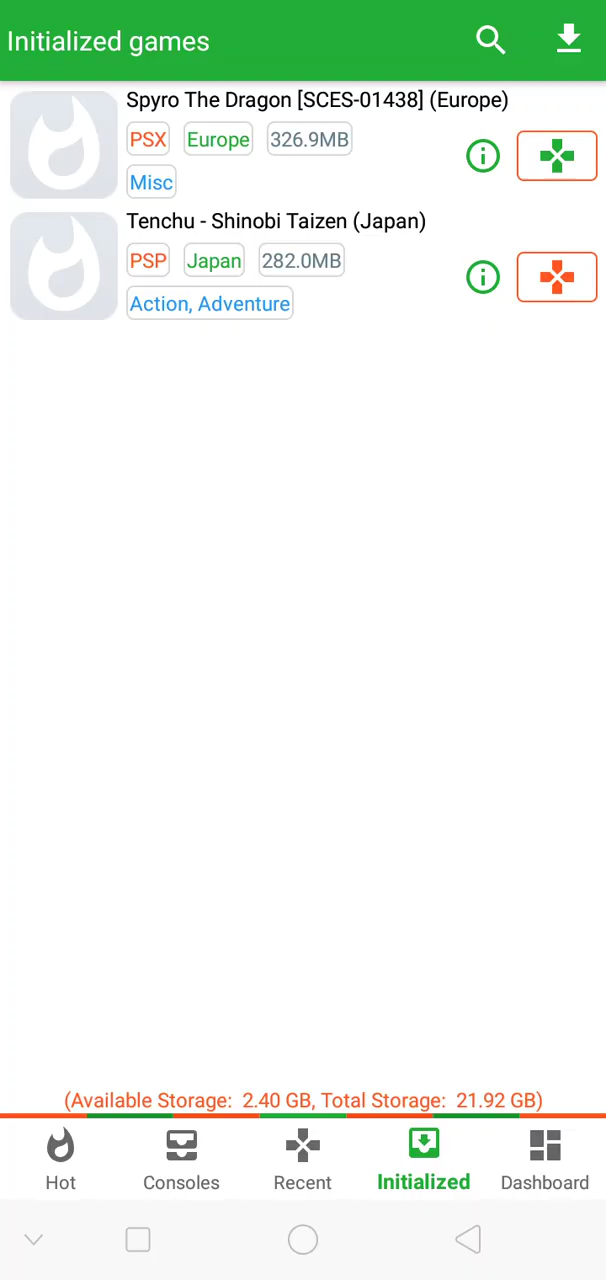 Initialized games
Spyro The Dragon [SCES-01438] (Europe)
PSX Europe 326.9MB
Misc
Tenchu - Shinobi Taizen (Japan)
PSP Japan 282.0MB
Action, Adventure
(Available Storage: 2.40 GB, Total Storage: 21.92 GB)
Hot Consoles Recent Initialized Dashboard